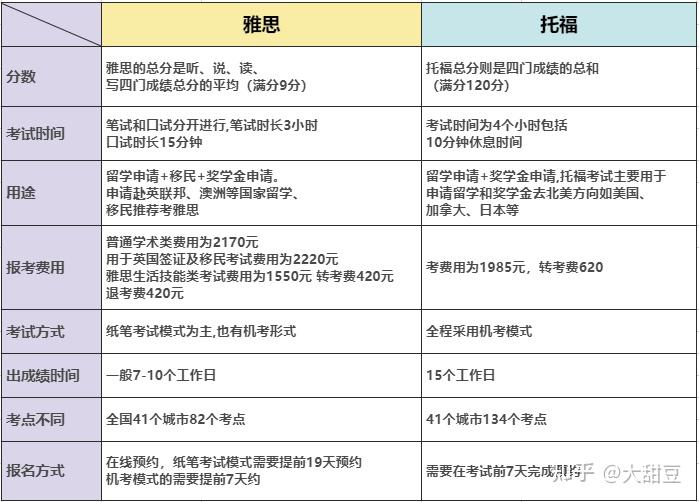 雅思
托福
分数
雅思的总分是听、说、读、
写四门成绩总分的平均（满分9分）
托福总分则是四门成绩的总和
（满分120分）
考试时间
笔试和口试分开进行,笔试时长3小时
口试时长15分钟
考试时间为4个小时包括
10分钟休息时间
用途
留学申请+移民+奖学金申请。
申请赴英联邦、澳洲等国家留学、
移民推荐考雅思
留学申请+奖学金申请,托福考试主要用于
申请留学和奖学金去北美方向如美国、
加拿大、日本等
报考费用
普通学术类费用为2170元
用于英国签证及移民考试费用为2220元
雅思生活技能类考试费用为1550元 转考费420元
退考费420元
考费用为1985元，转考费620
考试方式
纸笔考试模式为主,也有机考形式
全程采用机考模式
出成绩时间
一般7-10个工作日
15个工作日
考点不同
全国41个城市82个考点
41个城市134个考点
报名方式
在线预约，纸笔考试模式需要提前19天预约
机考模式的需要提前7天约
需要在考试前7天完成
知乎 @大甜豆